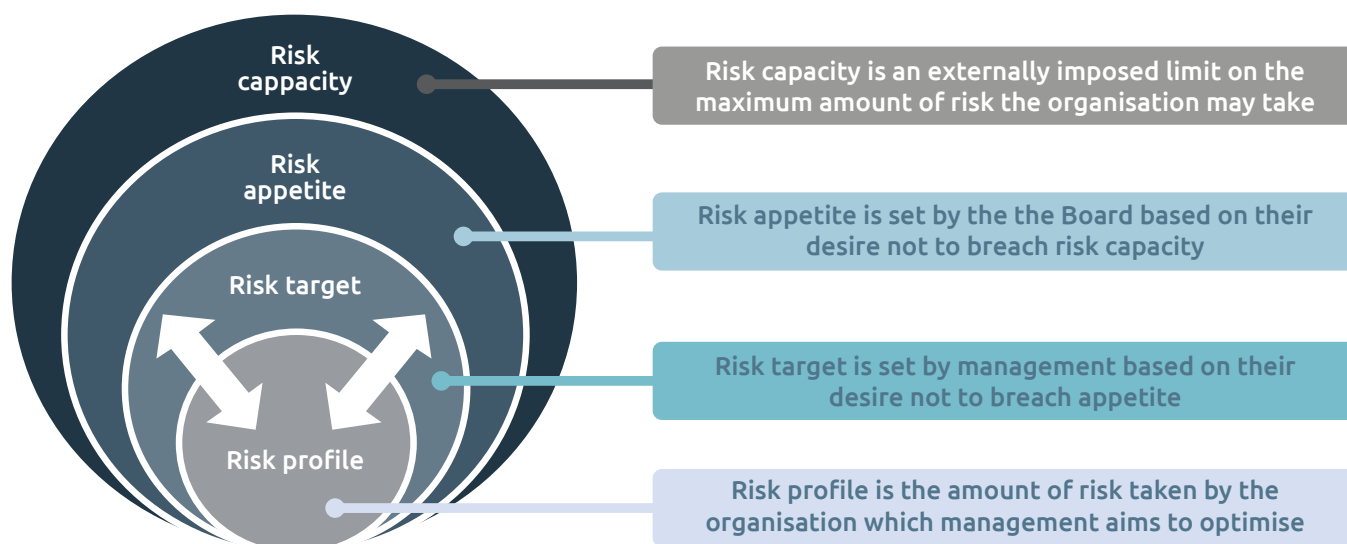 Risk
cappacity
Risk capacity is an externally imposed limit on the
maximum amount of risk the organisation may take
Risk
appetite
Risk appetite is set by the the Board based on their
desire not to breach risk capacity
Risk target
Risk target is set by management based on their
desire not to breach appetite
Risk profile
Risk profile is the amount of risk taken by the
organisation which management aims to optimise